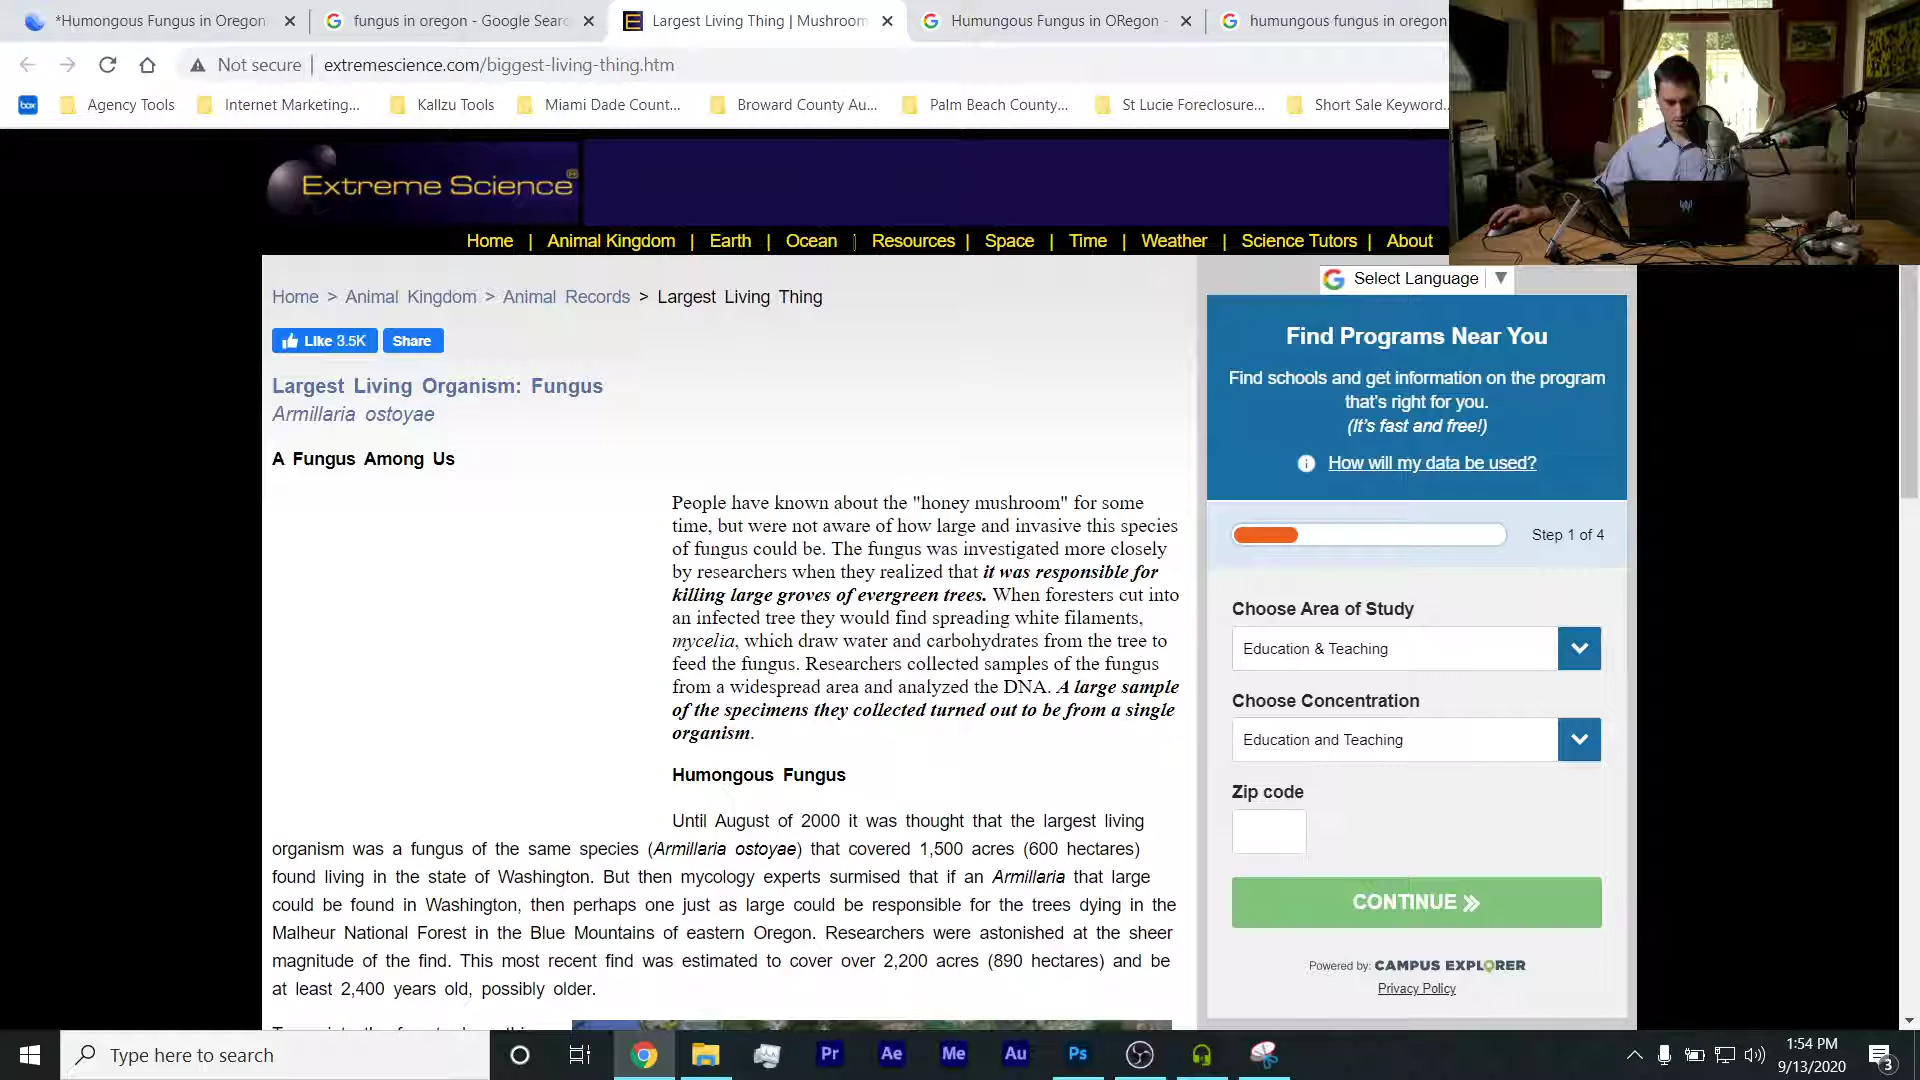 *Humongous Fungus in Oregon
fungus in oregon - Google Sear
Largest Living Thing | Mushroom
Humungous Fungus in ORegon -
humungous fungus in oregon
Not secure
extremescience.com/biggest-living-thing.htm
box
Agency Tools
Internet Marketing...
Kallzu Tools
Miami Dade Count...
Broward County Au...
Palm Beach County...
St Lucie Foreclosure...
Short Sale Keyword...
Extreme Science®
Home | Animal Kingdom | Earth | Ocean | Resources | Space | Time | Weather | Science Tutors | About
Select Language
Home > Animal Kingdom > Animal Records > Largest Living Thing
Like 3.5K
Share
Largest Living Organism: Fungus
Armillaria ostoyae
A Fungus Among Us
People have known about the "honey mushroom" for some
time, but were not aware of how large and invasive this species
of fungus could be. The fungus was investigated more closely
by researchers when they realized that it was responsible for
killing large groves of evergreen trees. When foresters cut into
an infected tree they would find spreading white filaments,
mycelia, which draw water and carbohydrates from the tree to
feed the fungus. Researchers collected samples of the fungus
from a widespread area and analyzed the DNA. A large sample
of the specimens they collected turned out to be from a single
organism.
Humongous Fungus
Until August of 2000 it was thought that the largest living
organism was a fungus of the same species (Armillaria ostoyae) that covered 1,500 acres (600 hectares)
found living in the state of Washington. But then mycology experts surmised that if an Armillaria that large
could be found in Washington, then perhaps one just as large could be responsible for the trees dying in the
Malheur National Forest in the Blue Mountains of eastern Oregon. Researchers were astonished at the sheer
magnitude of the find. This most recent find was estimated to cover over 2,200 acres (890 hectares) and be
at least 2,400 years old, possibly older.
Find Programs Near You
Find schools and get information on the program
that's right for you.
(It's fast and free!)
How will my data be used?
Step 1 of 4
Choose Area of Study
Education & Teaching
Choose Concentration
Education and Teaching
Zip code
CONTINUE
Powered by: CAMPUS EXPLORER
Privacy Policy
Type here to search
Pr
Ae
Me
Au
Ps
1:54 PM
9/13/2020
3